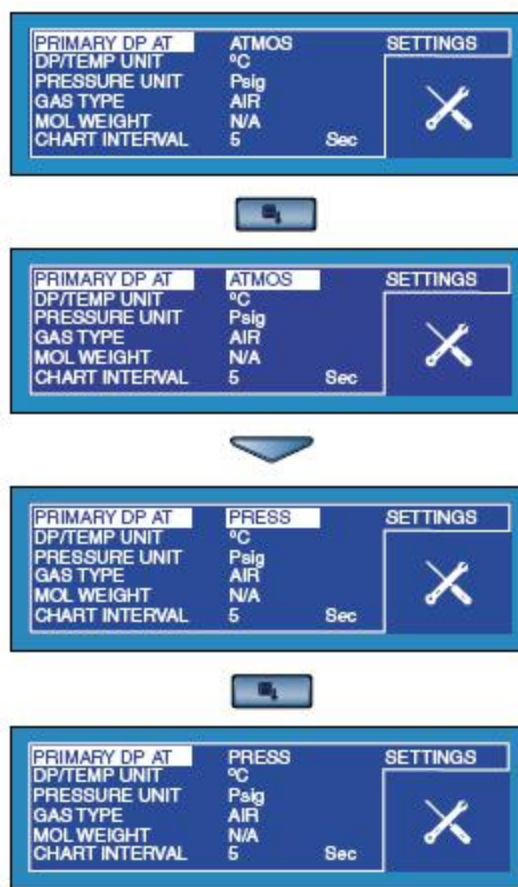 PRIMARY DP AT ATMOS SETTINGS
DP/TEMP UNIT ºC
PRESSURE UNIT Psig
GAS TYPE AIR
MOL WEIGHT N/A
CHART INTERVAL 5 Sec
PRIMARY DP AT ATMOS SETTINGS
DP/TEMP UNIT ºC
PRESSURE UNIT Psig
GAS TYPE AIR
MOL WEIGHT N/A
CHART INTERVAL 5 Sec
PRIMARY DP AT PRESS SETTINGS
DP/TEMP UNIT ºC
PRESSURE UNIT Psig
GAS TYPE AIR
MOL WEIGHT N/A
CHART INTERVAL 5 Sec
PRIMARY DP AT PRESS SETTINGS
DP/TEMP UNIT ºC
PRESSURE UNIT Psig
GAS TYPE AIR
MOL WEIGHT N/A
CHART INTERVAL 5 Sec